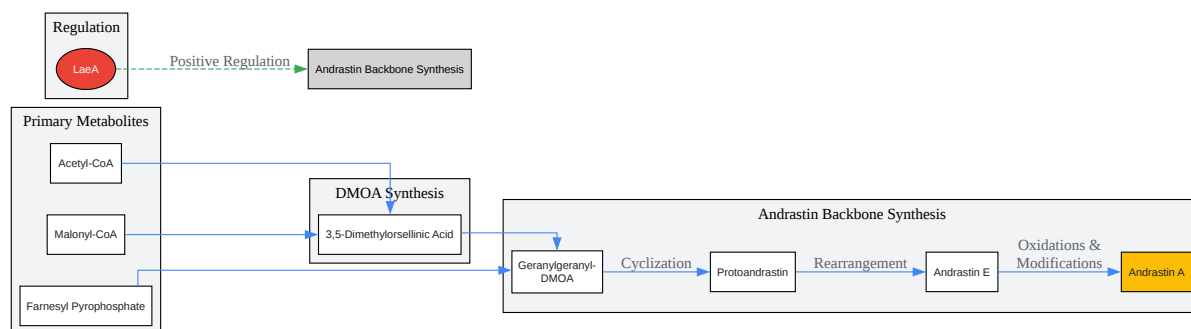 Regulation
LaeA
Positive Regulation
Andrastin Backbone Synthesis
Primary Metabolites
Acetyl-CoA
Malonyl-CoA
Farnesyl Pyrophosphate
DMOA Synthesis
3,5-Dimethylorsellinic Acid
Andrastin Backbone Synthesis
Geranylgeranyl-
DMOA
Cyclization
Protoandrastin
Rearrangement
Andrastin E
Oxidations &
Modifications
Andrastin A